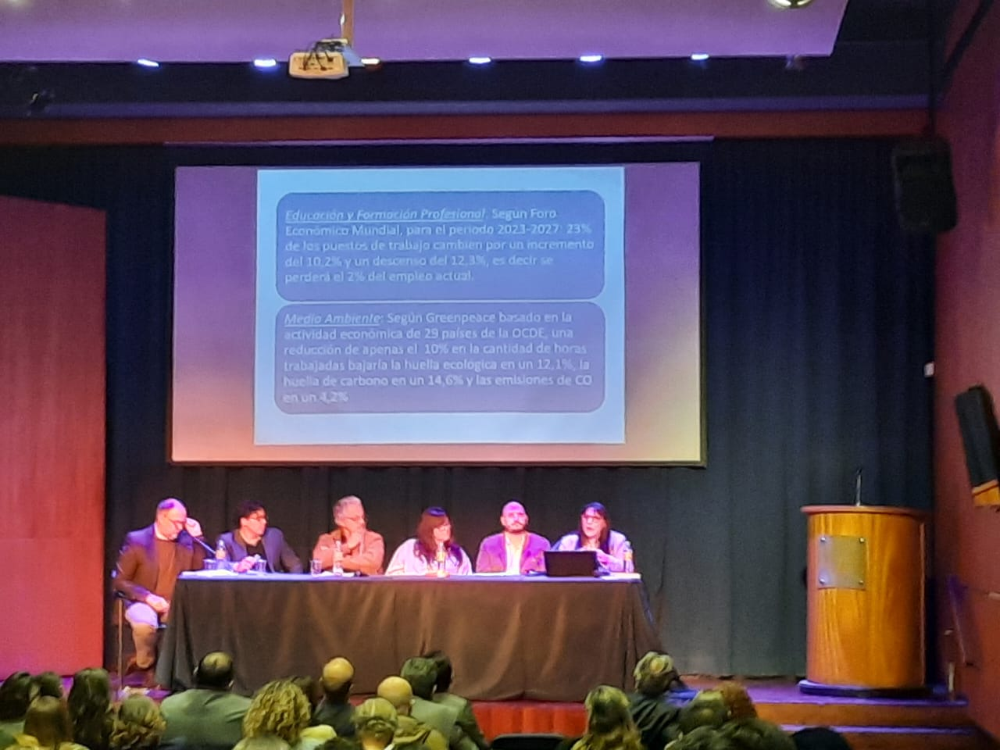 Educación y Formación Profesional. Según Foro
Económico Mundial, para el periodo 2023-2027: 23%
de los puestos de trabajo cambien por un incremento
del 10.2% y un descenso del 12.3%, es decir se
perderá el 2% del empleo actual.
Medio Ambiente: Según Greenpeace basado en la
actividad económica de 29 países de la OCDE, una
reducción de apenas el 10% en la cantidad de horas
trabajadas bajaría la huella ecologica en un 12,1%, la
huella de carbono en un 14,6% y las emisiones de CO
en un 4,2%